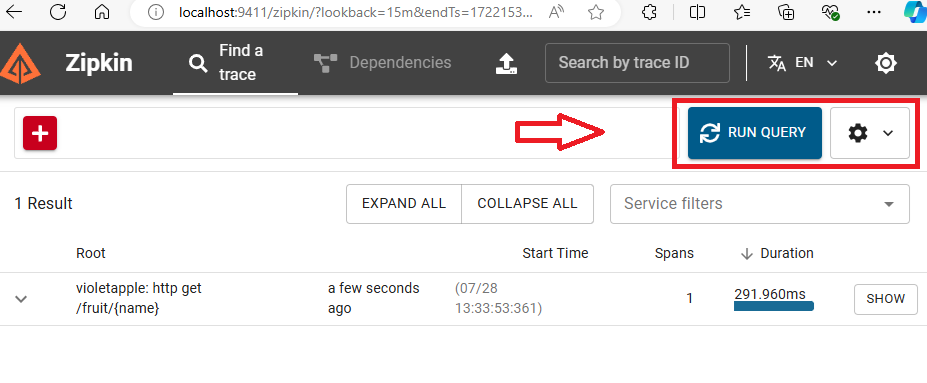 localhost:9411/zipkin/?lookback=15m&endTs=1722153...
Zipkin
Find a
trace
Dependencies
Search by trace ID
EN
RUN QUERY
1 Result
EXPAND ALL
COLLAPSE ALL
Service filters
Root
Start Time
Spans
Duration
violetapple: http get
/fruit/{name}
a few seconds
ago
(07/28
13:33:53:361)
1
291.960ms
SHOW